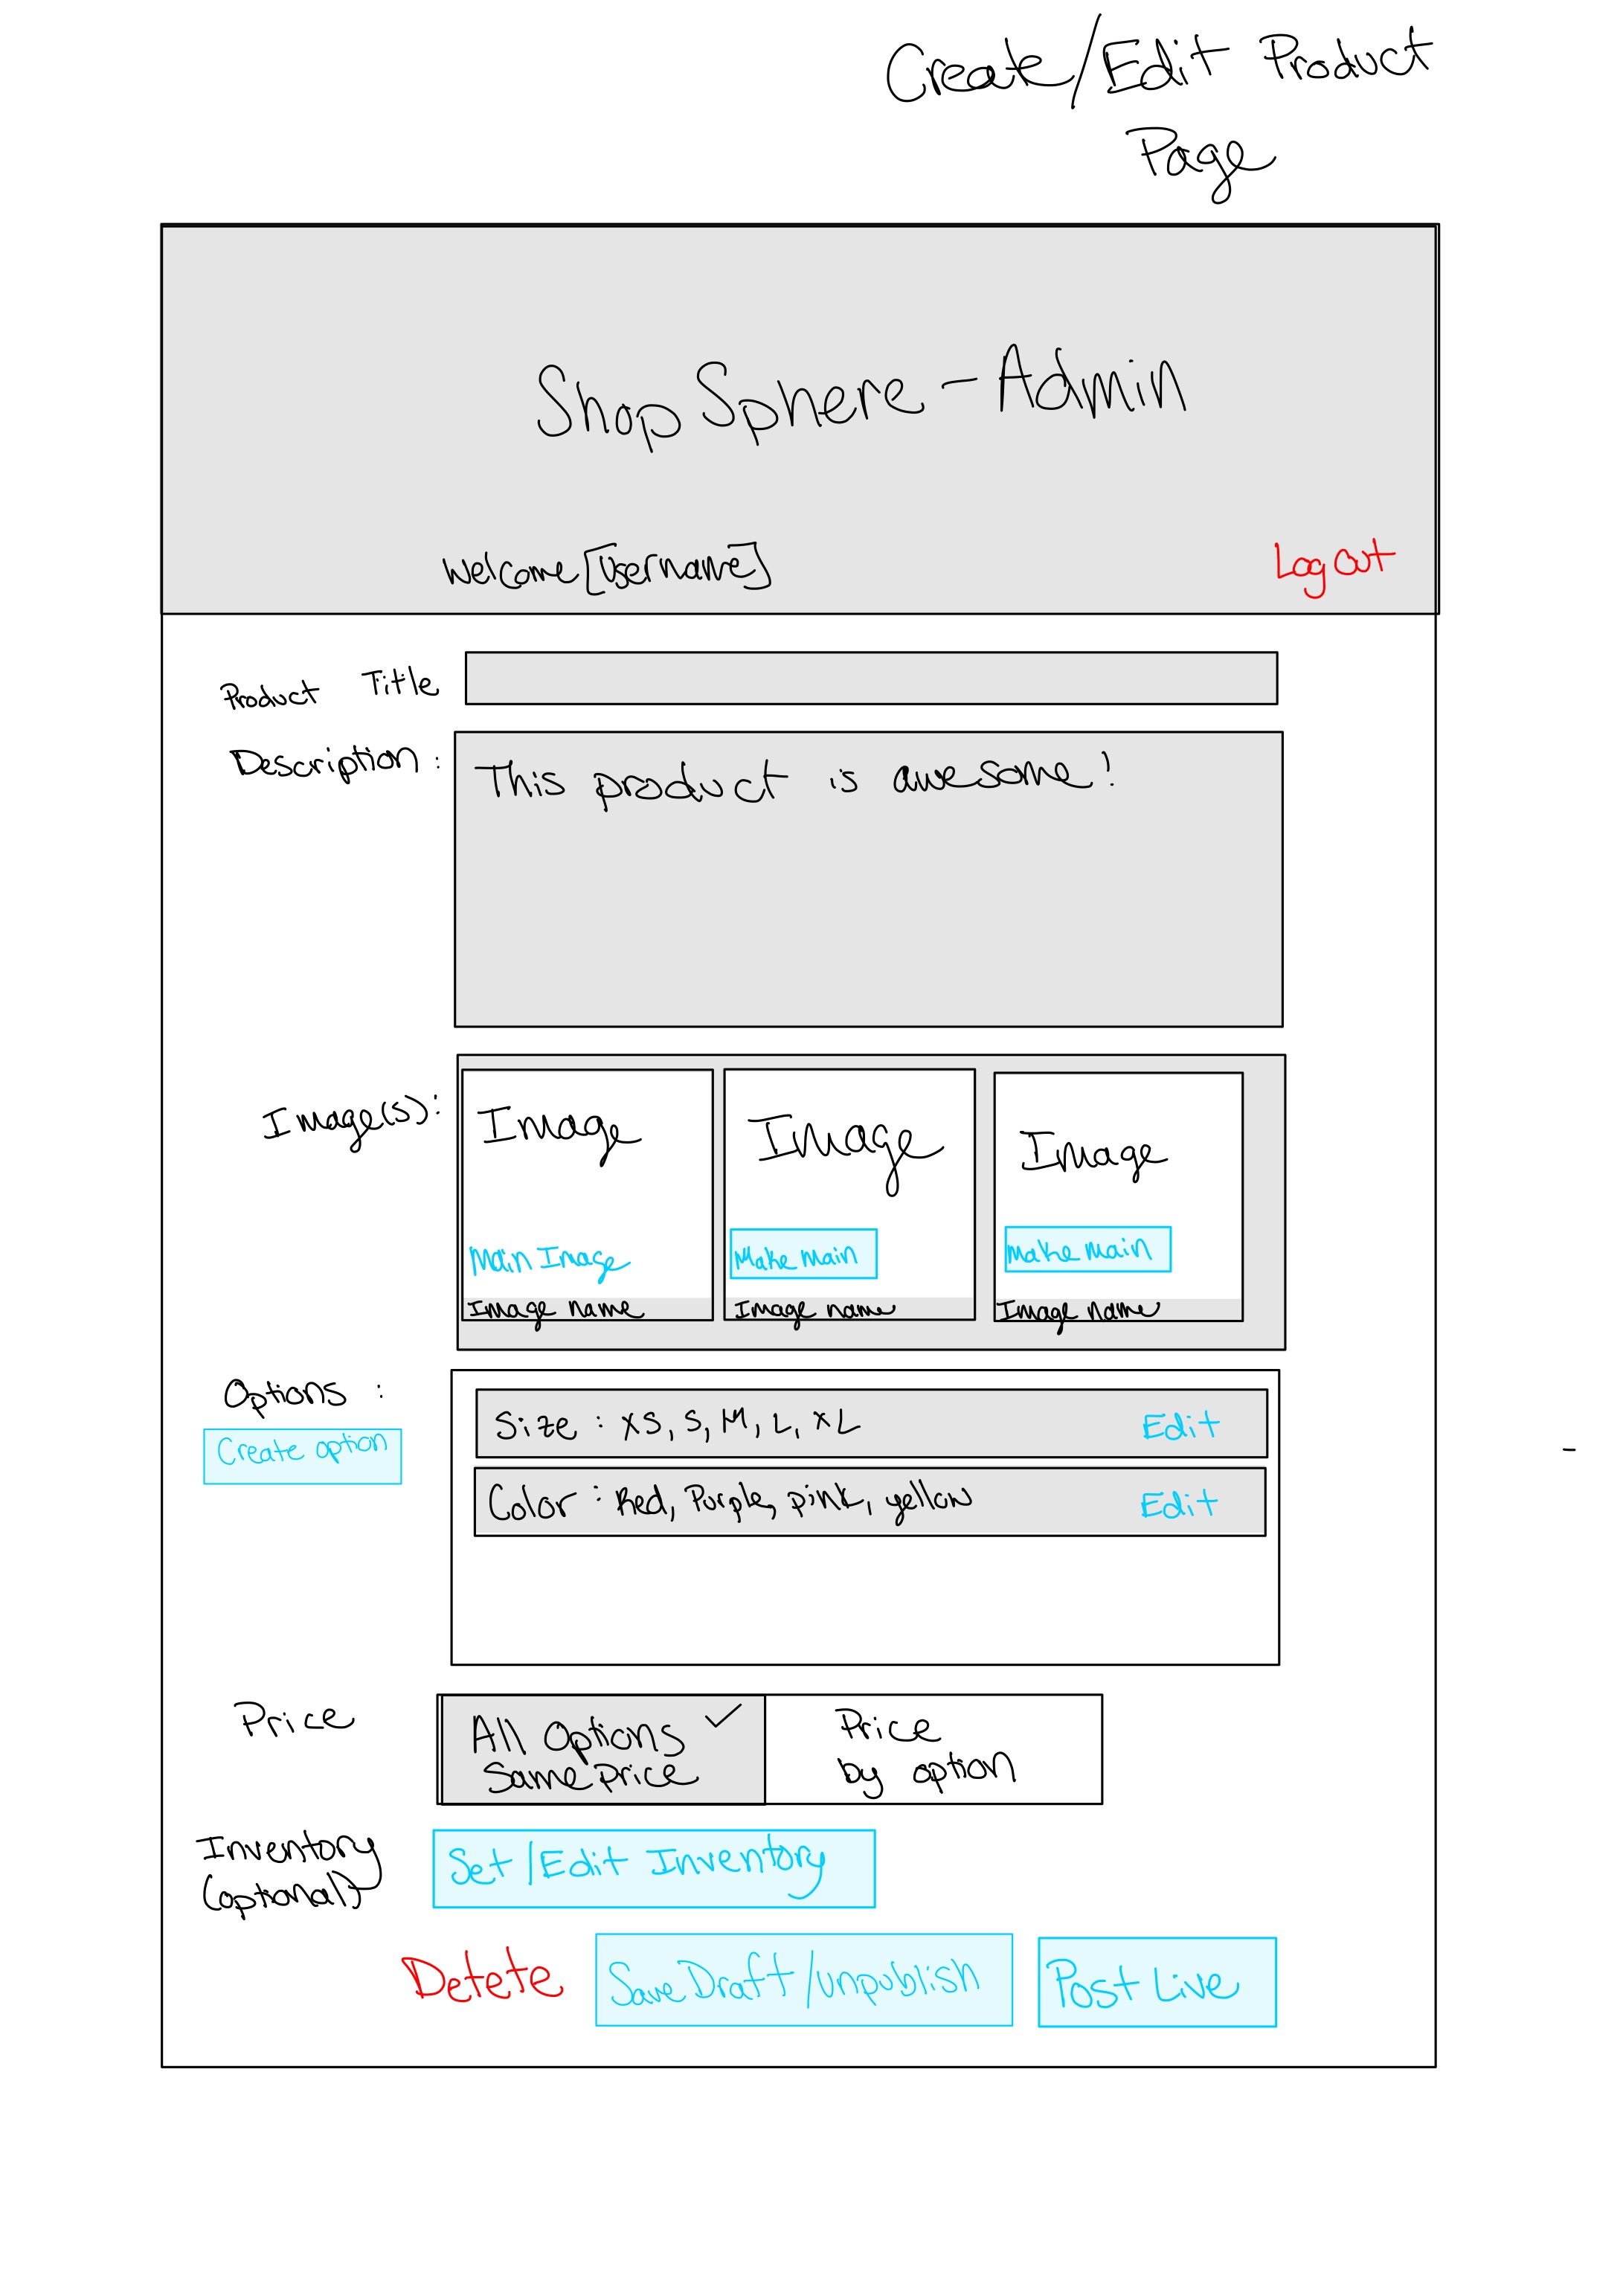 Create/Edit Product
Page
ShopSphere - Admin
Welcome [Username]
Log Out
Product Title
Description:
This product is awesome!
Image(s):
Image
Image
Image
Main Image
Make main
Make main
Image name
Image name
Image name
Options :
Create option
Size : XS, S, M, L, XL
Edit
Color : Red, Purple, pink, yellow
Edit
Price
All Options ✓
Same Price
Price
by option
Inventory
(optional)
Set/Edit Inventory
Detete
Save Draft/unpublish
Post Live